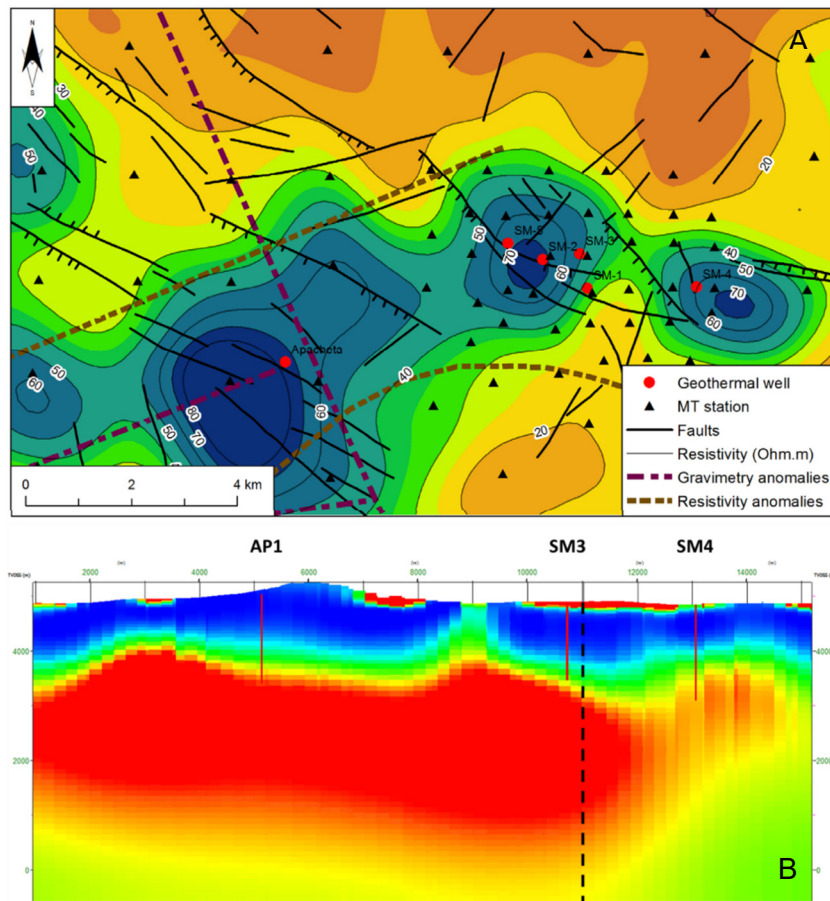 N
A
S
30
40
50
20
SM-5
50
SM-2
SM-3
70
60
SM-1
40
50
SM-4
70
60
Apacheta
60
50
40
80
60
50
70
20
Geothermal well
MT station
Faults
Resistivity (Ohm.m)
Gravimetry anomalies
Resistivity anomalies
0 2 4 km
AP1 SM3 SM4
2000 4000 6000 8000 10000 12000 14000
4000 4000
2000 2000
0 0
B